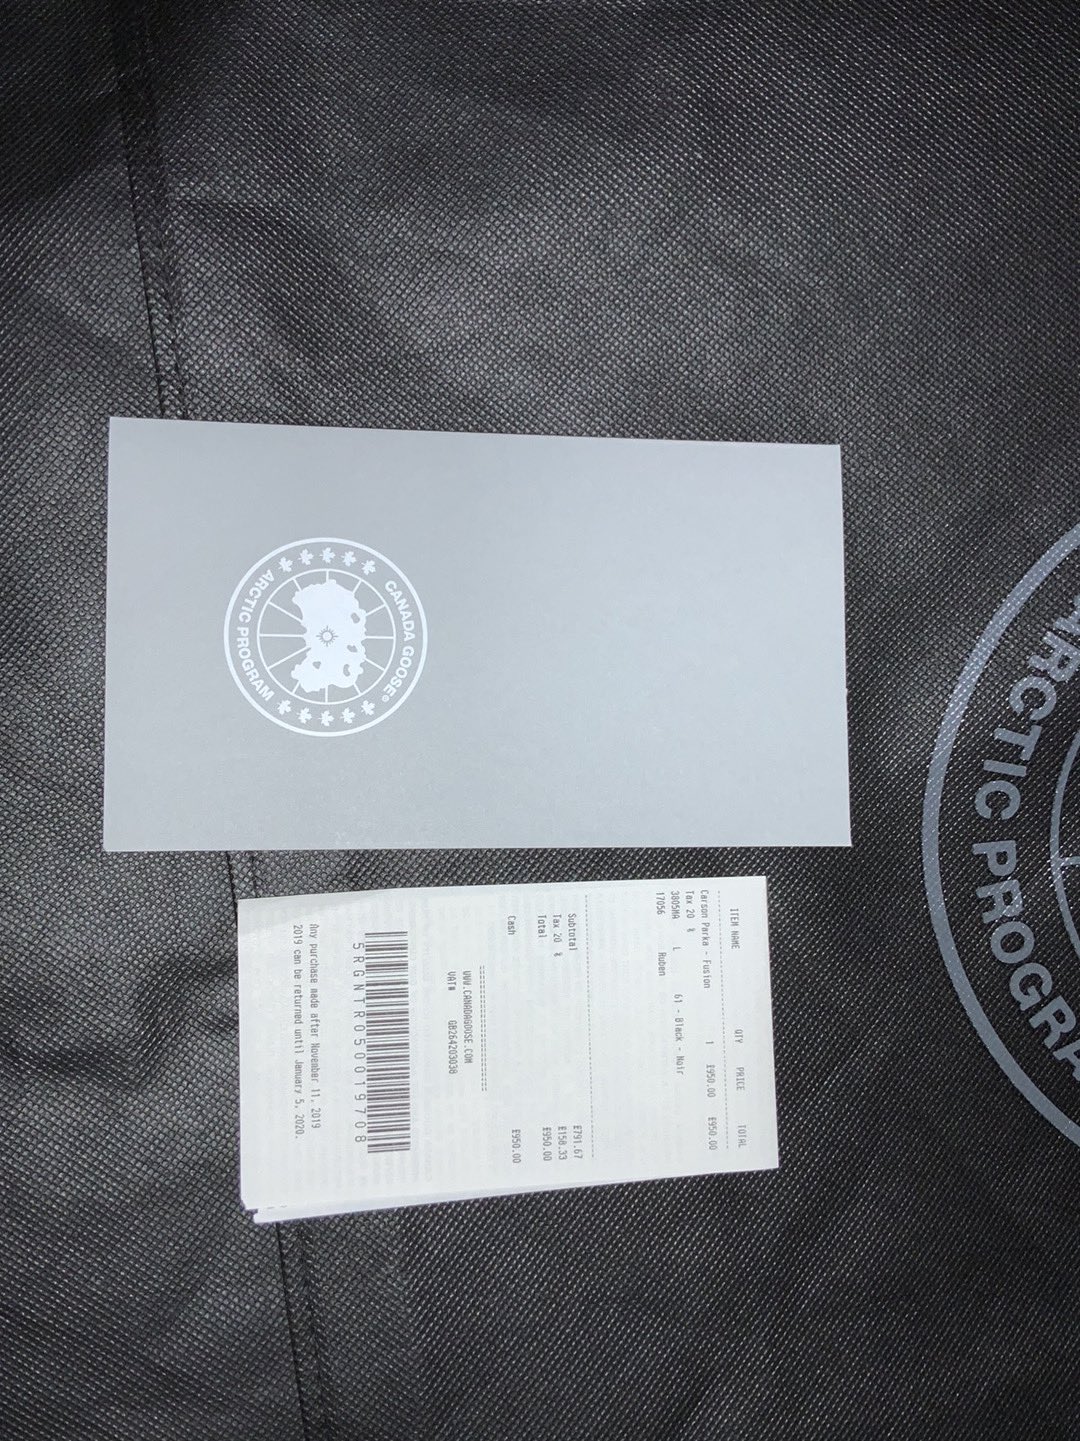 CANADA GOOSE®
ARCTIC PROGRAM
ARCTIC PROGRA
ITEM NAME QTY PRICE TOTAL
Carson Parka - Fusion 1 £950.00 £950.00
Tax 20 %
3805MA L 61 - Black - Noir
17056 Ruben
Subtotal £791.67
Tax 20 % £158.33
Total £950.00
Cash £950.00
WWW.CANADAGOOSE.COM
VAT# GB264203038
5RGNTR050019708
Any purchase made after November 11, 2019
2019 can be returned until January 5, 2020.